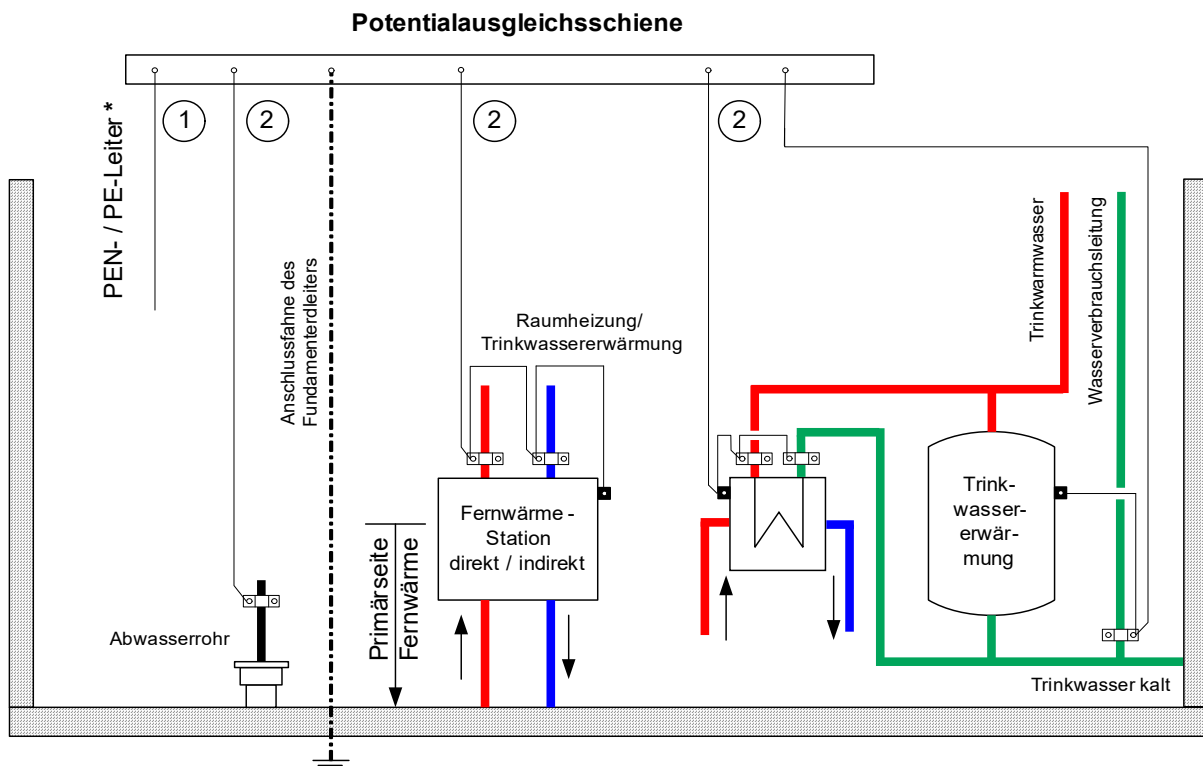 Potentialausgleichsschiene
PEN- / PE-Leiter *
1
2
2
2
Anschlussfahne des
Fundamenterdleiters
Raumheizung/
Trinkwassererwärmung
Trinkwarmwasser
Wasserverbrauchsleitung
Fernwärme -
Station
direkt / indirekt
Trink-
wasser-
erwär-
mung
Primärseite
Fernwärme
Abwasserrohr
Trinkwasser kalt